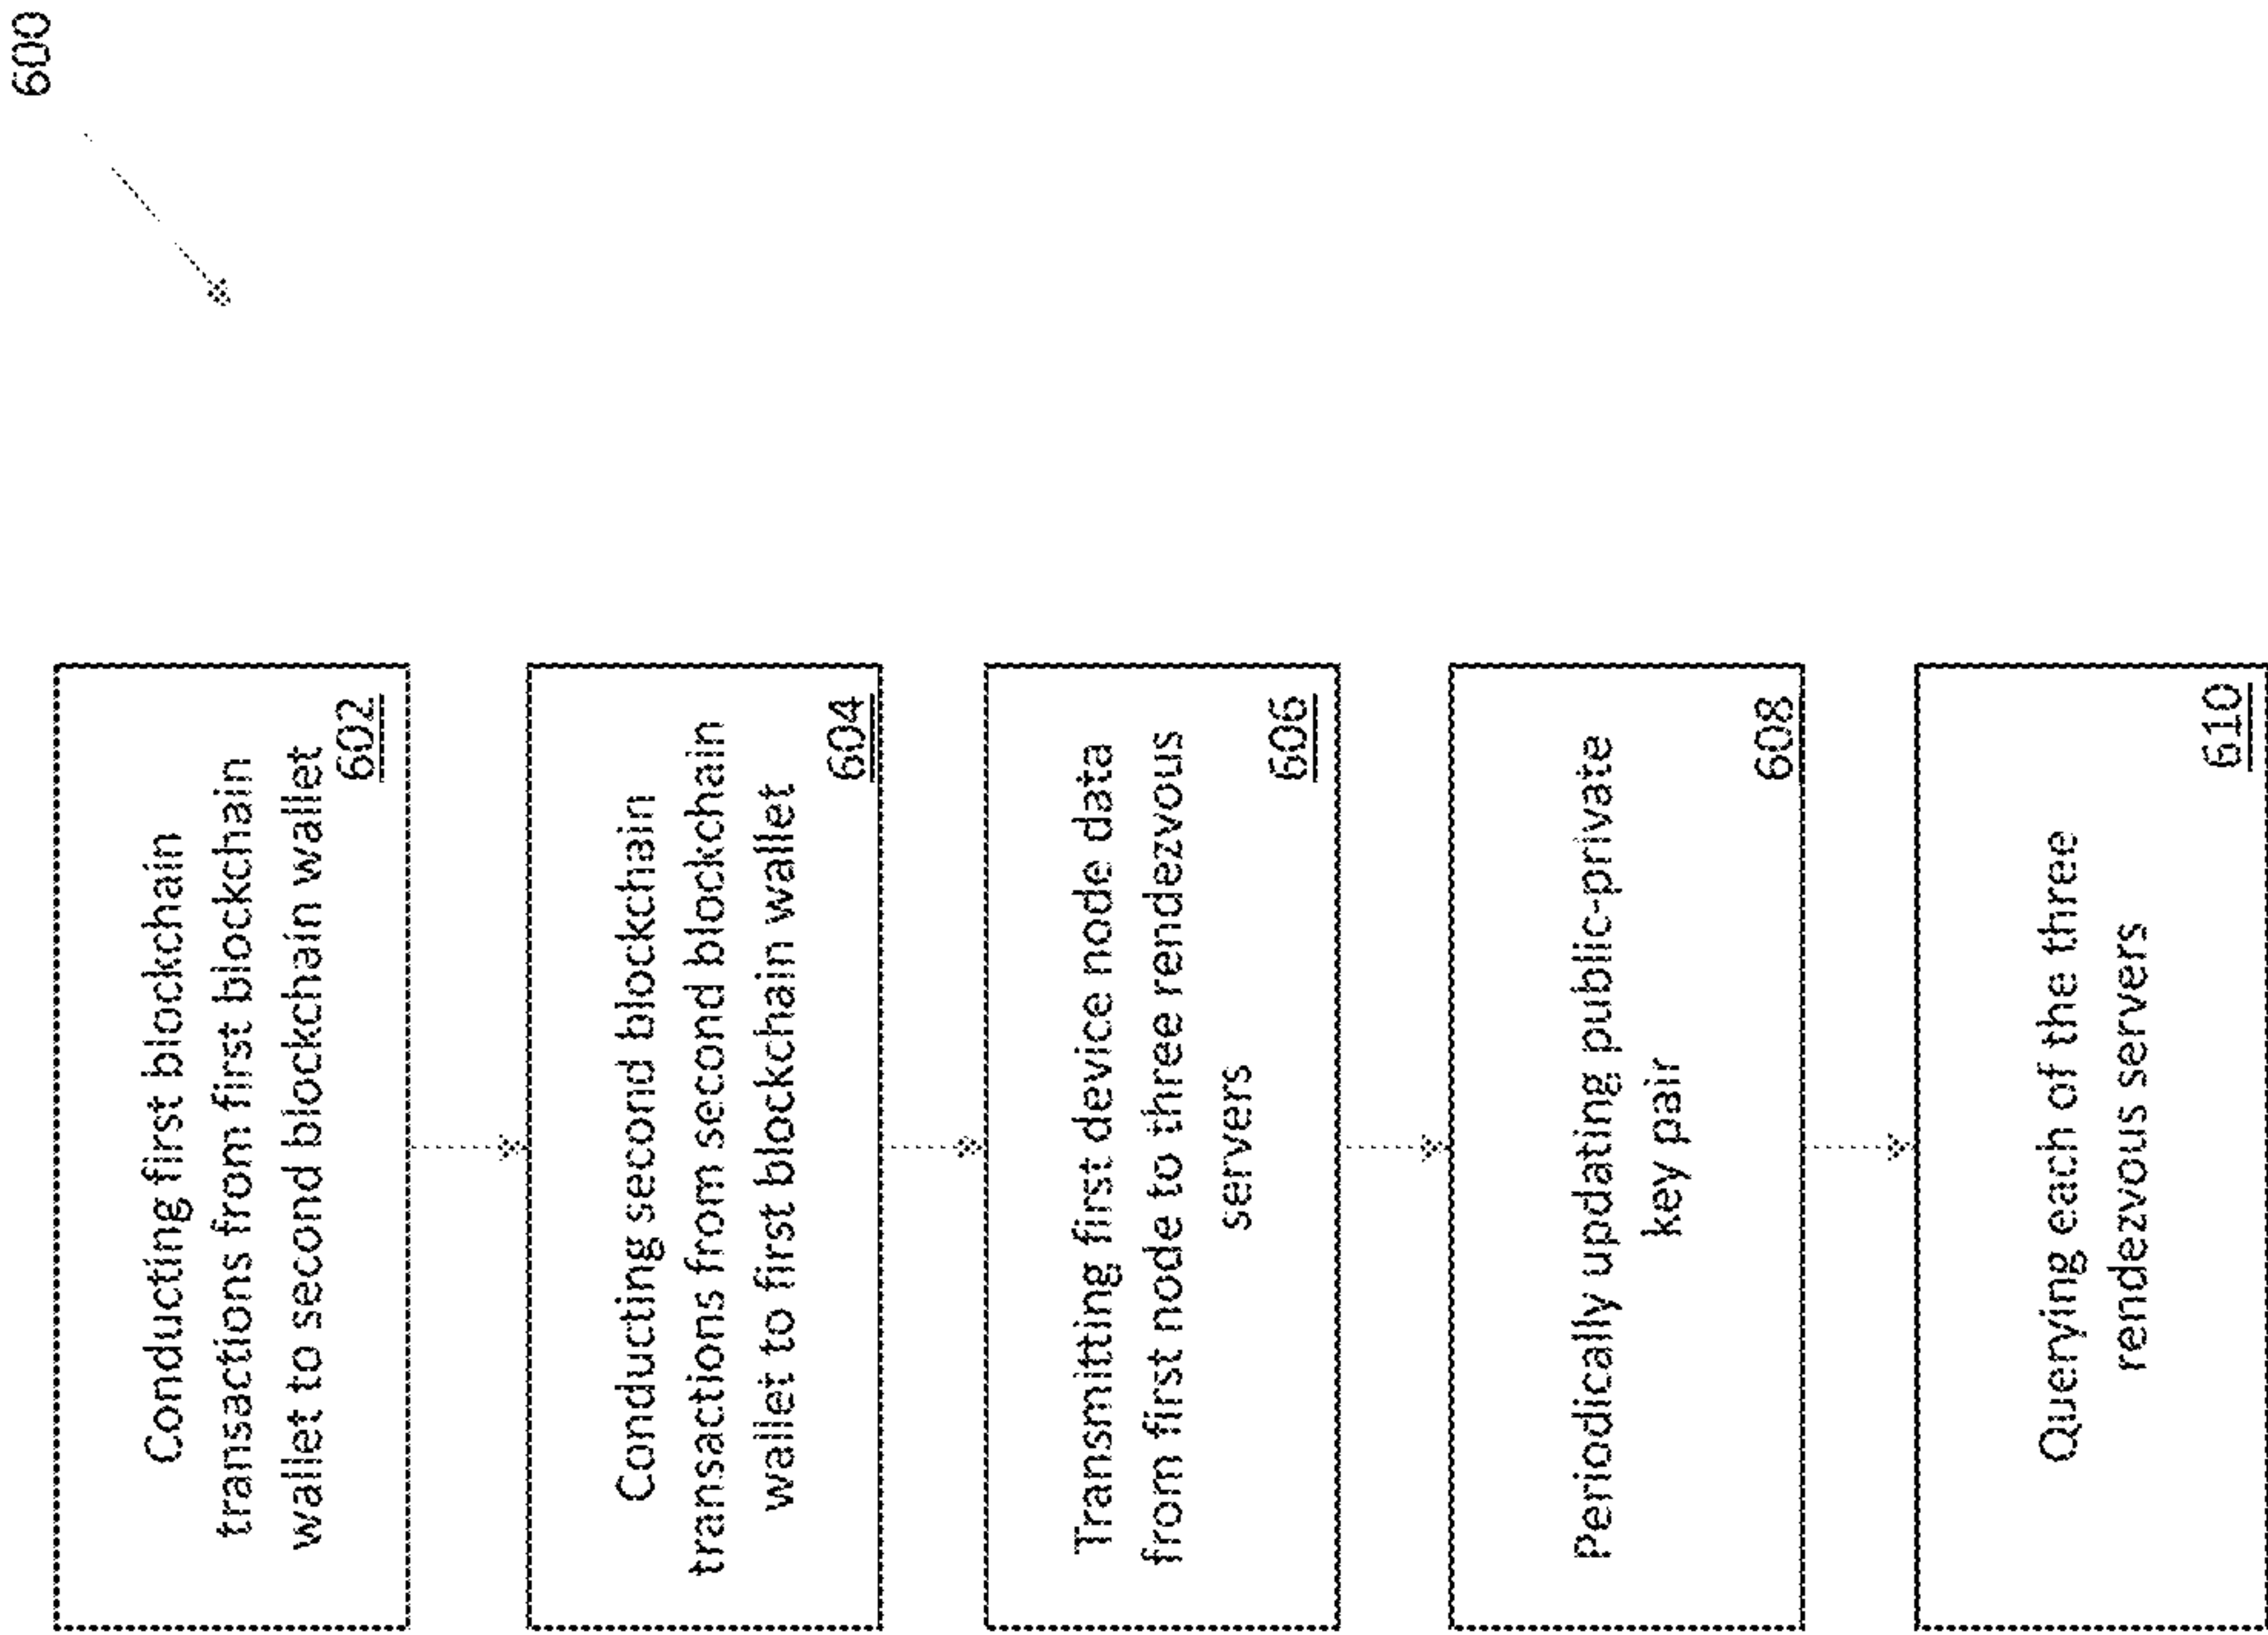 600
Conducting first blockchain
transactions from first blockchain
wallet to second blockchain wallet
602
Conducting second blockchain
transactions from second blockchain
wallet to first blockchain wallet
604
Transmitting first device node data
from first node to three rendezvous
servers
606
Periodically updating public-private
key pair
608
Querying each of the three
rendezvous servers
610